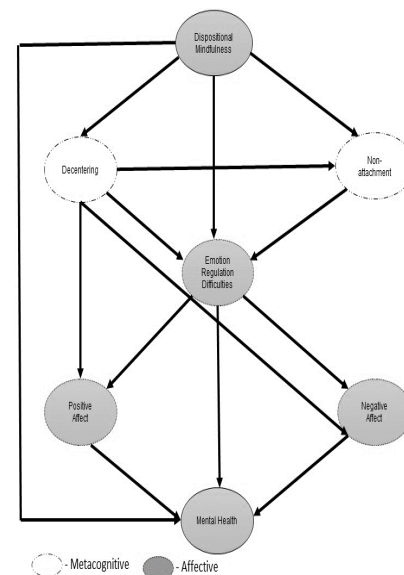 Dispositional
Mindfulness
Decentering
Non-
attachment
Emotion
Regulation
Difficulties
Positive
Affect
Negative
Affect
Mental Health
- Metacognitive
- Affective